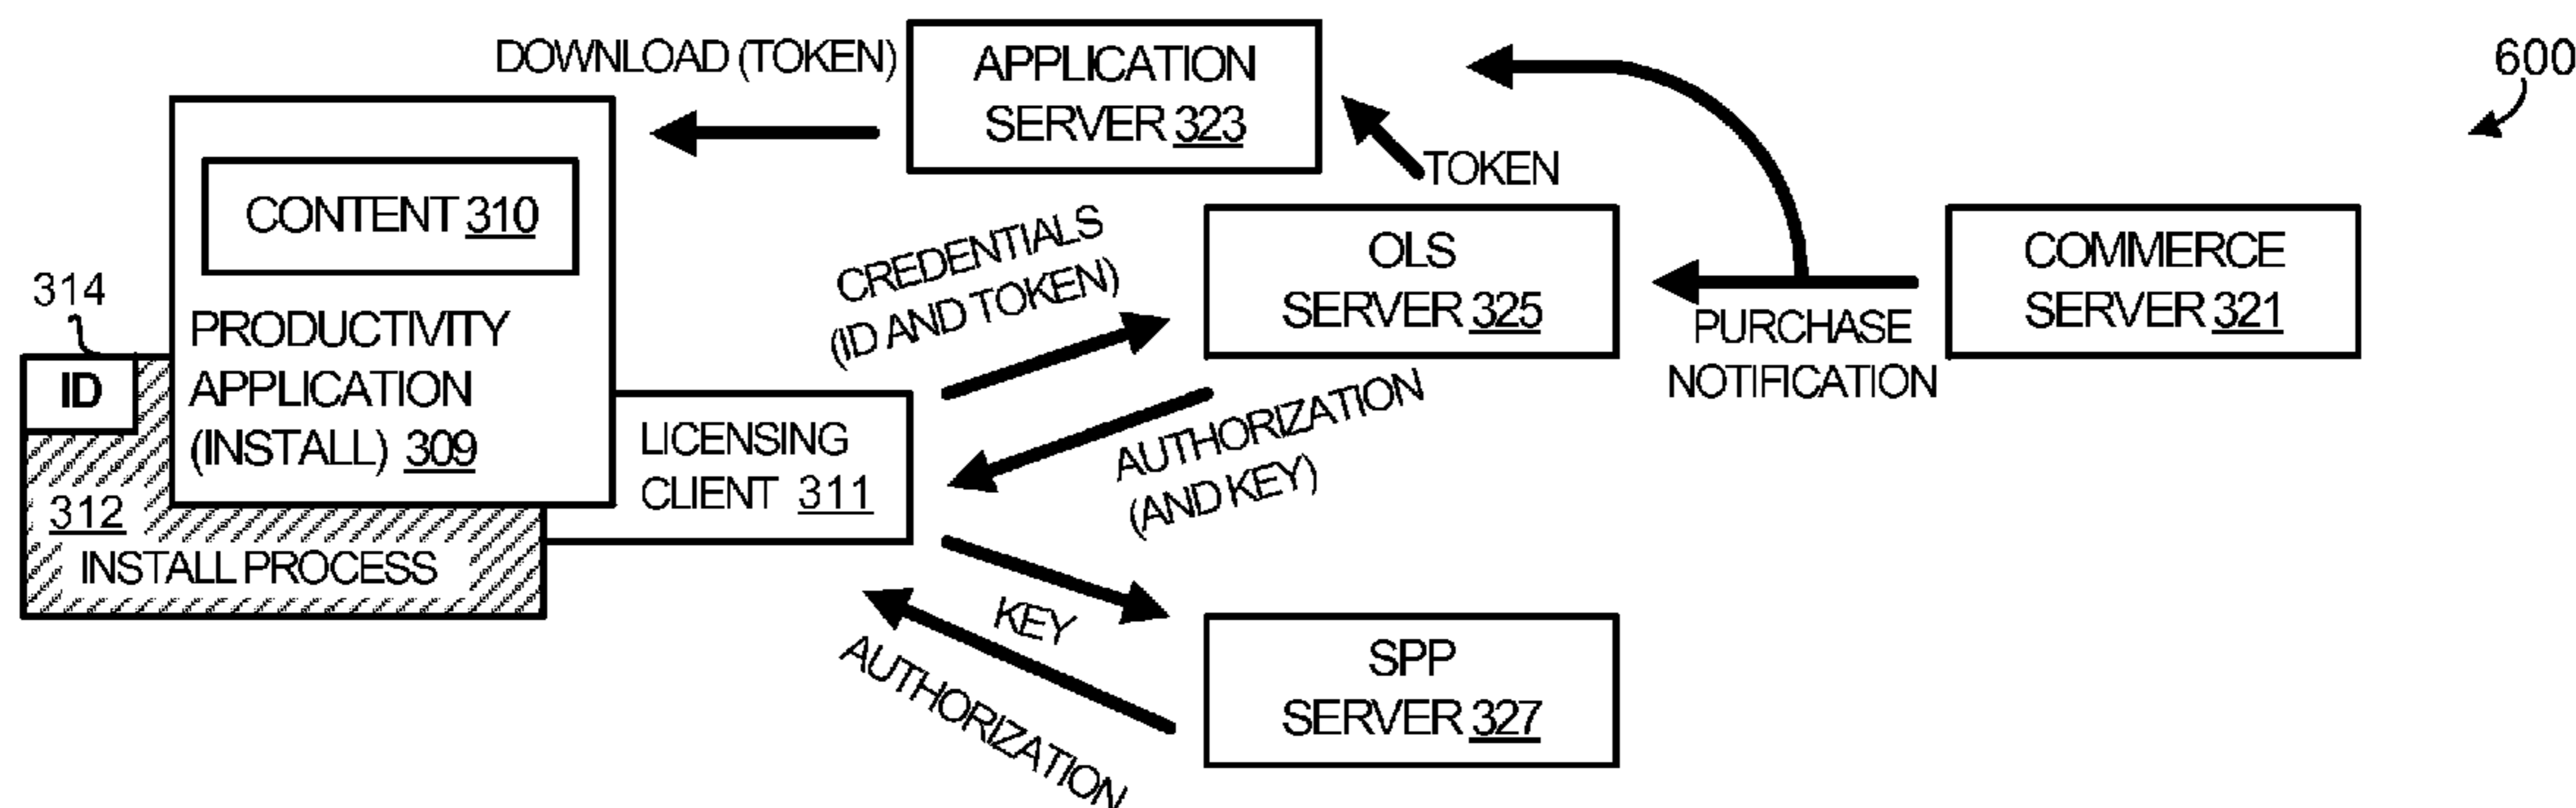 600
DOWNLOAD (TOKEN)
APPLICATION
SERVER 323
TOKEN
CONTENT 310
CREDENTIALS
(ID AND TOKEN)
OLS
SERVER 325
COMMERCE
SERVER 321
PURCHASE
NOTIFICATION
314
ID
PRODUCTIVITY
APPLICATION
(INSTALL) 309
LICENSING
CLIENT 311
AUTHORIZATION
(AND KEY)
312
INSTALL PROCESS
KEY
AUTHORIZATION
SPP
SERVER 327